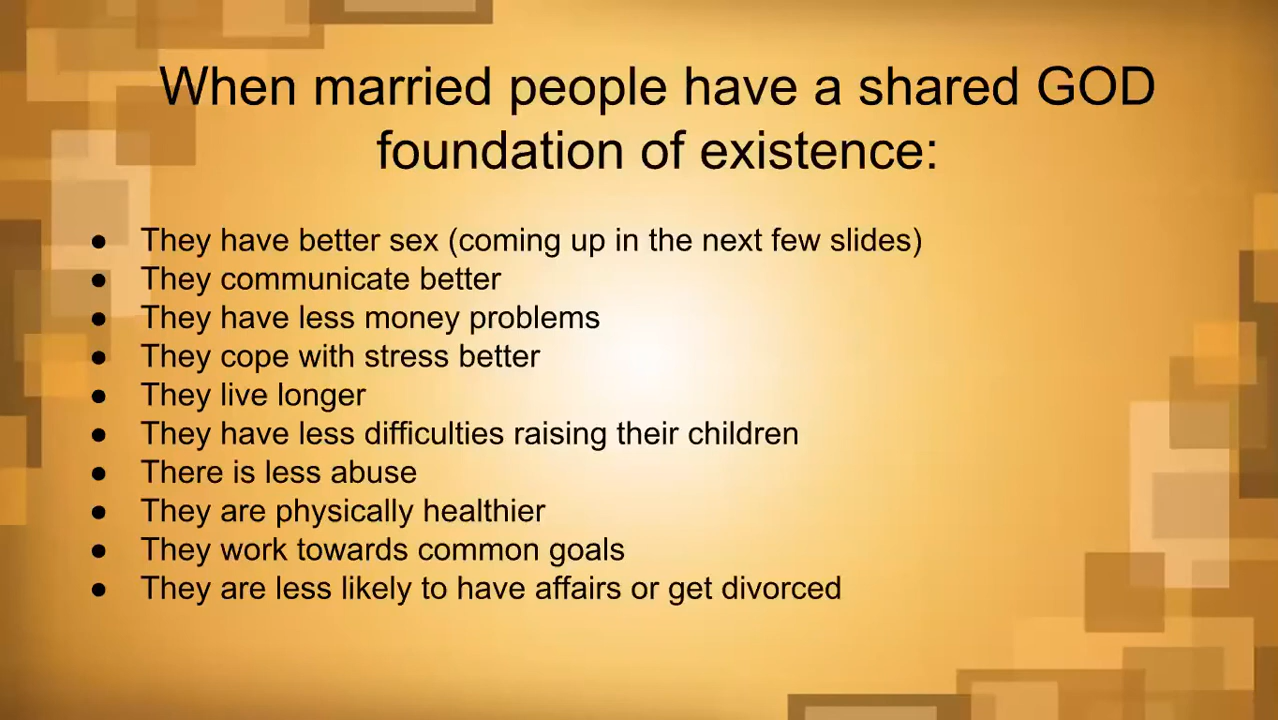 When married people have a shared GOD
foundation of existence:
● They have better sex (coming up in the next few slides)
● They communicate better
● They have less money problems
● They cope with stress better
● They live longer
● They have less difficulties raising their children
● There is less abuse
● They are physically healthier
● They work towards common goals
● They are less likely to have affairs or get divorced